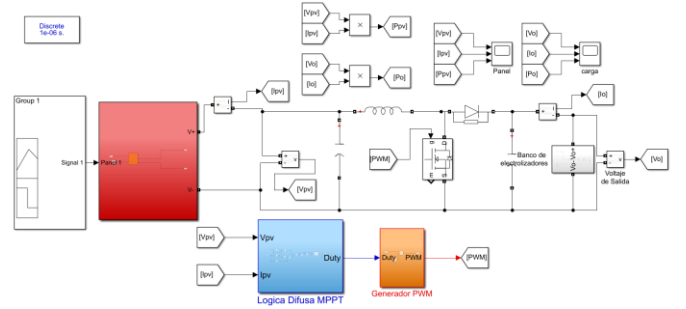 Discrete
1e-06 s.
[Vpv]
[Ipv]
×
[Ppv]
[Vo]
[Io]
×
[Po]
[Vpv]
[Ipv]
[Ppv]
Panel
[Vo]
[Io]
[Po]
carga
Group 1
Signal 1
Panel 1
V+
V-
+
-
i
[Ipv]
+
-
v
[Vpv]
[PWM]
g
D
S
m
Banco de
electrolizadores
+
-
i
[Io]
Vo- Vo+
+
-
v
[Vo]
Voltaje
de Salida
[Vpv]
[Ipv]
Vpv
Ipv
Duty
Logica Difusa MPPT
Duty
PWM
Generador PWM
[PWM]